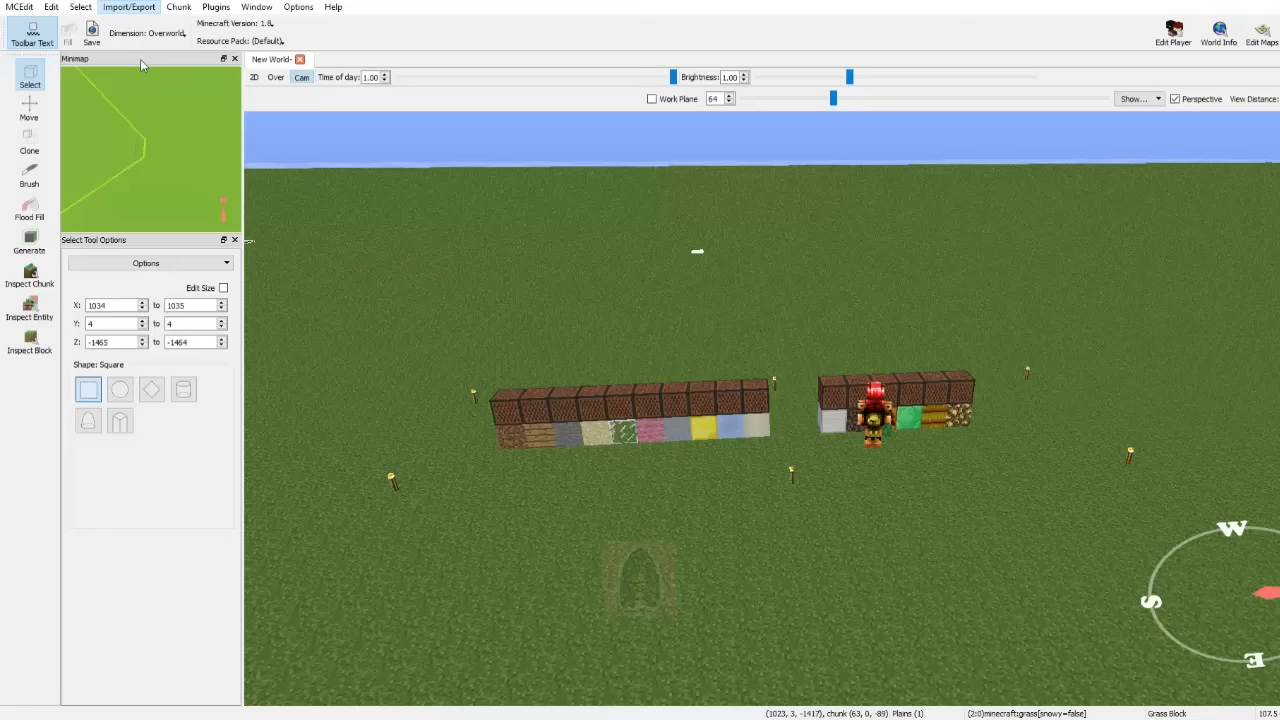 MCEdit Edit Select Import/Export Chunk Plugins Window Options Help
Toolbar Text Fill Save Dimension: Overworld. Minecraft Version: 1.8. Edit Player World Info Edit Maps
Resource Pack: (Default).
Minimap
New World-
2D Over Cam Time of day: 1.00 Brightness: 1.00
Work Plane 64 Show... Perspective View Distance:
Select
Move
Clone
Brush
Flood Fill
Generate
Inspect Chunk
Inspect Entity
Inspect Block
Select Tool Options
Options
Edit Size
X: 1034 to 1035
Y: 4 to 4
Z: -1465 to -1464
Shape: Square
W
S
E
(1023, 3, -1417), chunk (63, 0, -89) Plains (1) (2:0)minecraft:grass[snowy=false] Grass Block 107.5